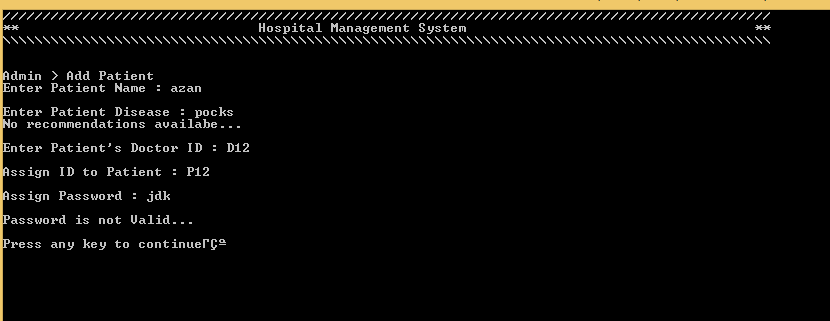 ////////////////////////////////////////////////////////////////////////////////////////////////
** Hospital Management System **
\\\\\\\\\\\\\\\\\\\\\\\\\\\\\\\\\\\\\\\\\\\\\\\\\\\\\\\\\\\\\\\\\\\\\\\\\\\\\\\\\\\\\\\\\\\\\\\\
Admin > Add Patient
Enter Patient Name : azan
Enter Patient Disease : pocks
No recommendations availabe...
Enter Patient's Doctor ID : D12
Assign ID to Patient : P12
Assign Password : jdk
Password is not Valid...
Press any key to continueΓÇª